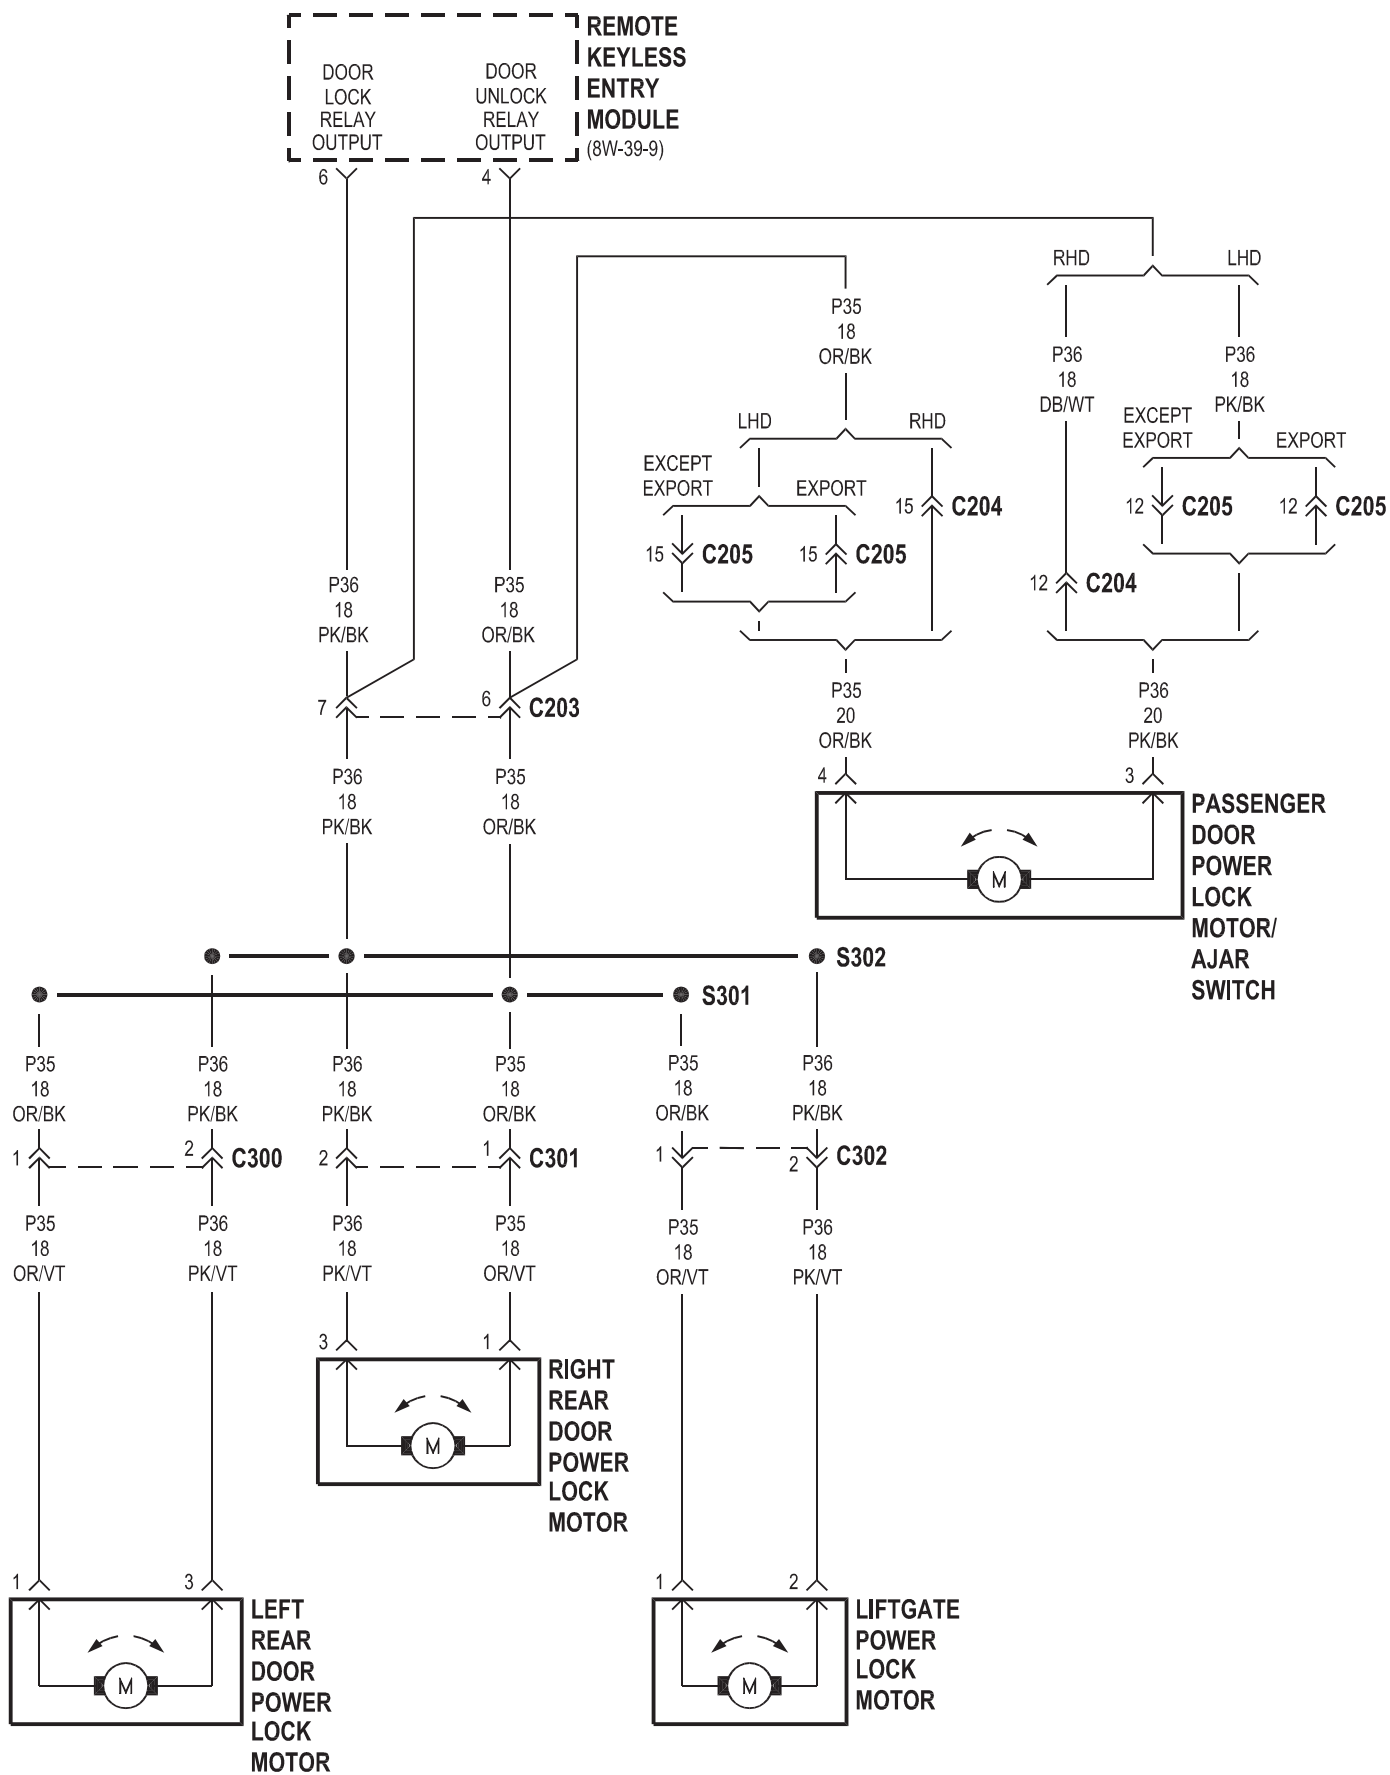 REMOTE
KEYLESS
ENTRY
MODULE
(8W-39-9)
DOOR
LOCK
RELAY
OUTPUT
DOOR
UNLOCK
RELAY
OUTPUT
6
4
RHD
LHD
P35
18
OR/BK
P36
18
DB/WT
P36
18
PK/BK
LHD
RHD
EXCEPT
EXPORT
EXPORT
EXCEPT
EXPORT
EXPORT
15
C204
12
C205
12
C205
15
C205
15
C205
12
C204
P36
18
PK/BK
P35
18
OR/BK
7
6
C203
P35
20
OR/BK
P36
20
PK/BK
P36
18
PK/BK
P35
18
OR/BK
4
3
PASSENGER
DOOR
POWER
LOCK
MOTOR/
AJAR
SWITCH
M
S302
S301
P35
18
OR/BK
P36
18
PK/BK
P36
18
PK/BK
P35
18
OR/BK
P35
18
OR/BK
P36
18
PK/BK
1
2
C300
2
1
C301
1
2
C302
P35
18
OR/VT
P36
18
PK/VT
P36
18
PK/VT
P35
18
OR/VT
P35
18
OR/VT
P36
18
PK/VT
3
1
RIGHT
REAR
DOOR
POWER
LOCK
MOTOR
M
1
3
LEFT
REAR
DOOR
POWER
LOCK
MOTOR
M
1
2
LIFTGATE
POWER
LOCK
MOTOR
M